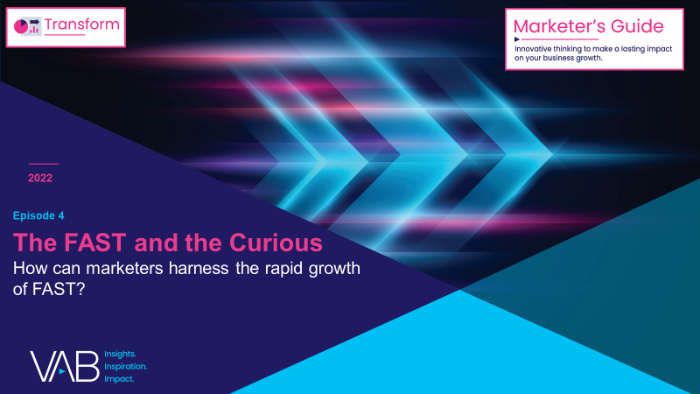 Transform
Marketer's Guide
Innovative thinking to make a lasting impact
on your business growth.
2022
Episode 4
The FAST and the Curious
How can marketers harness the rapid growth
of FAST?
VAB
Insights.
Inspiration.
Impact.